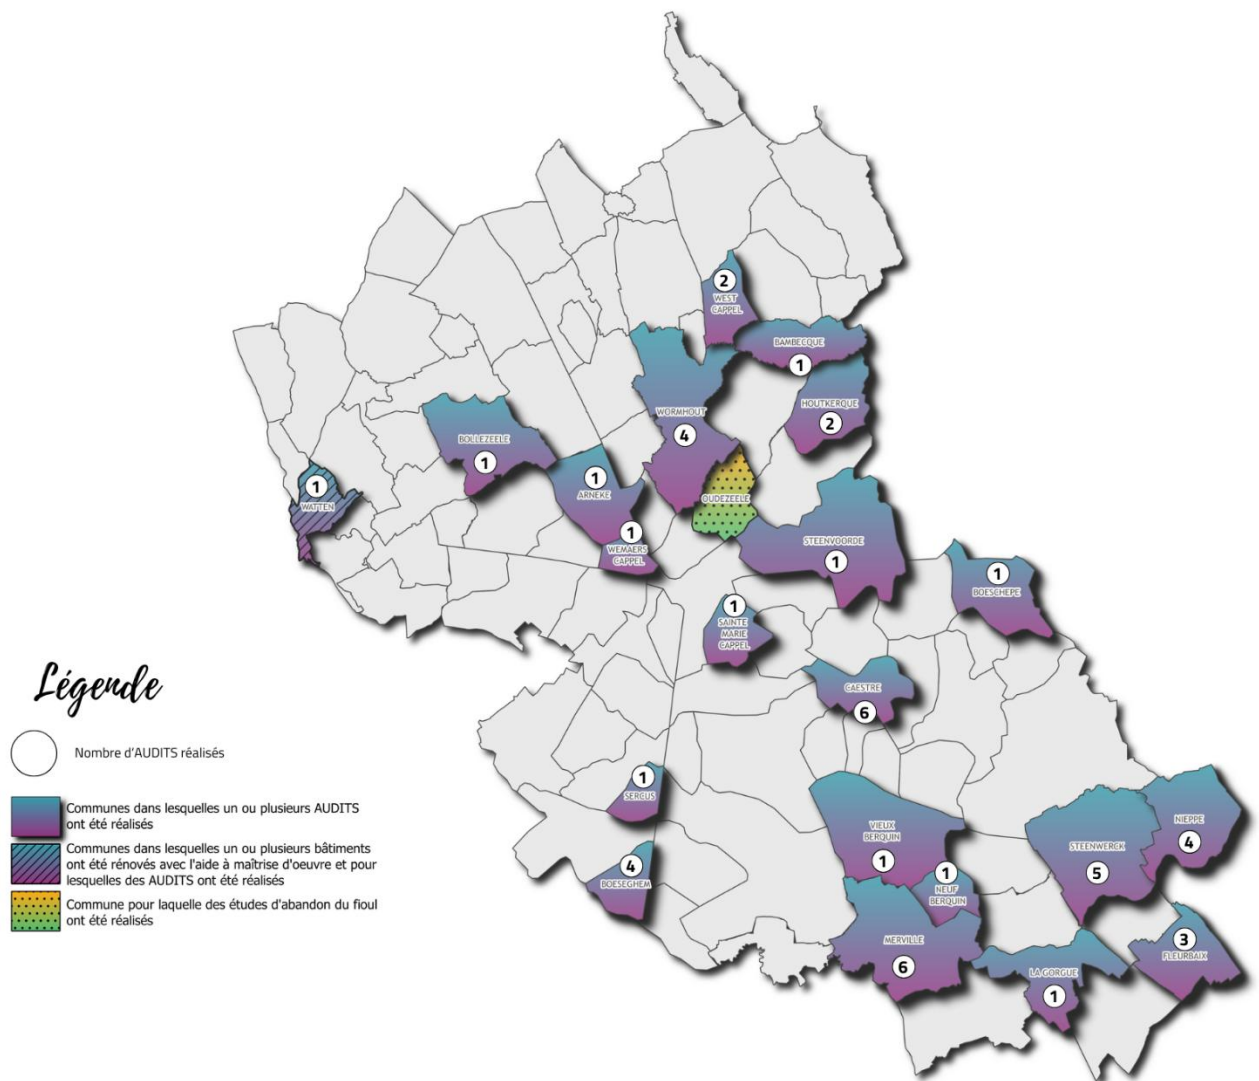 2
WEST
CAPPEL
BAMBECQUE
1
HOUTKERQUE
2
WORMHOUT
4
BOLLEZEELE
1
1
ARNEKE
1
WEMAERS
CAPPEL
1
WATTEN
OUDEZEELE
STEENVOORDE
1
1
BOESCHEPE
1
SAINTE
MARIE
CAPPEL
CAESTRE
6
1
SERCUS
4
BOESEGHEM
VIEUX
BERQUIN
1
1
NEUF
BERQUIN
STEENWERCK
5
NIEPPE
4
MERVILLE
6
3
FLEURBAIX
LA GORGUE
1
Légende
Nombre d'AUDITS réalisés
Communes dans lesquelles un ou plusieurs AUDITS
ont été réalisés
Communes dans lesquelles un ou plusieurs bâtiments
ont été rénovés avec l'aide à maîtrise d'oeuvre et pour
lesquelles des AUDITS ont été réalisés
Commune pour laquelle des études d'abandon du fioul
ont été réalisés